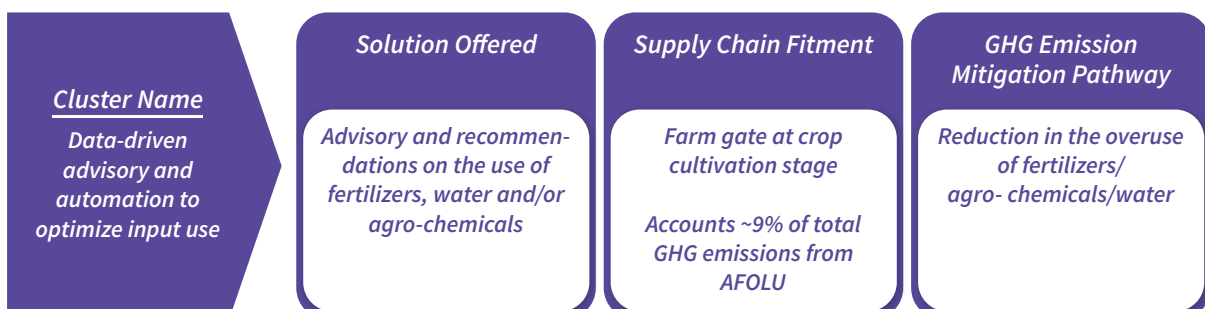 Cluster Name
Data-driven
advisory and
automation to
optimize input use
Solution Offered
Advisory and recommen-
dations on the use of
fertilizers, water and/or
agro-chemicals
Supply Chain Fitment
Farm gate at crop
cultivation stage
Accounts ~9% of total
GHG emissions from
AFOLU
GHG Emission
Mitigation Pathway
Reduction in the overuse
of fertilizers/
agro- chemicals/water